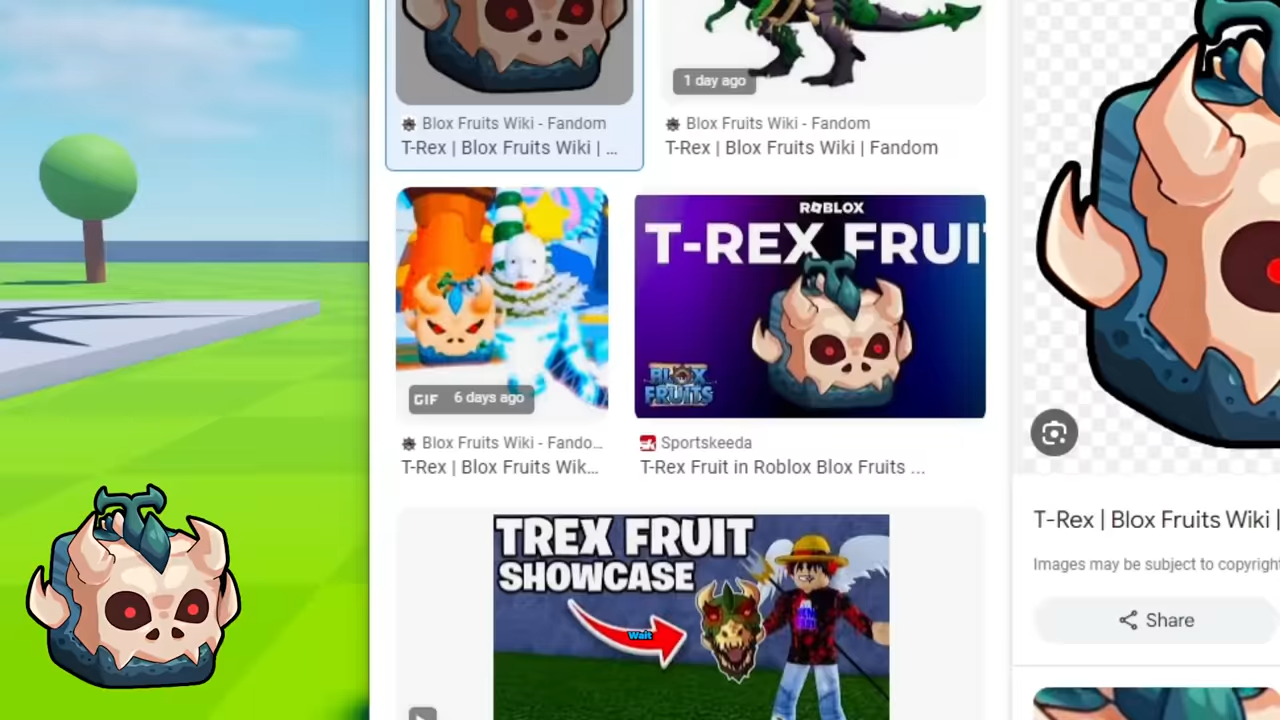 1 day ago
Blox Fruits Wiki - Fandom
T-Rex | Blox Fruits Wiki | ...
Blox Fruits Wiki - Fandom
T-Rex | Blox Fruits Wiki | Fandom
GIF 6 days ago
Blox Fruits Wiki - Fando...
T-Rex | Blox Fruits Wik...
ROBLOX
T-REX FRUI
BLOX
FRUITS
Sportskeeda
T-Rex Fruit in Roblox Blox Fruits ...
TREX FRUIT
SHOWCASE
Wait
T-Rex | Blox Fruits Wiki |
Images may be subject to copyright
Share